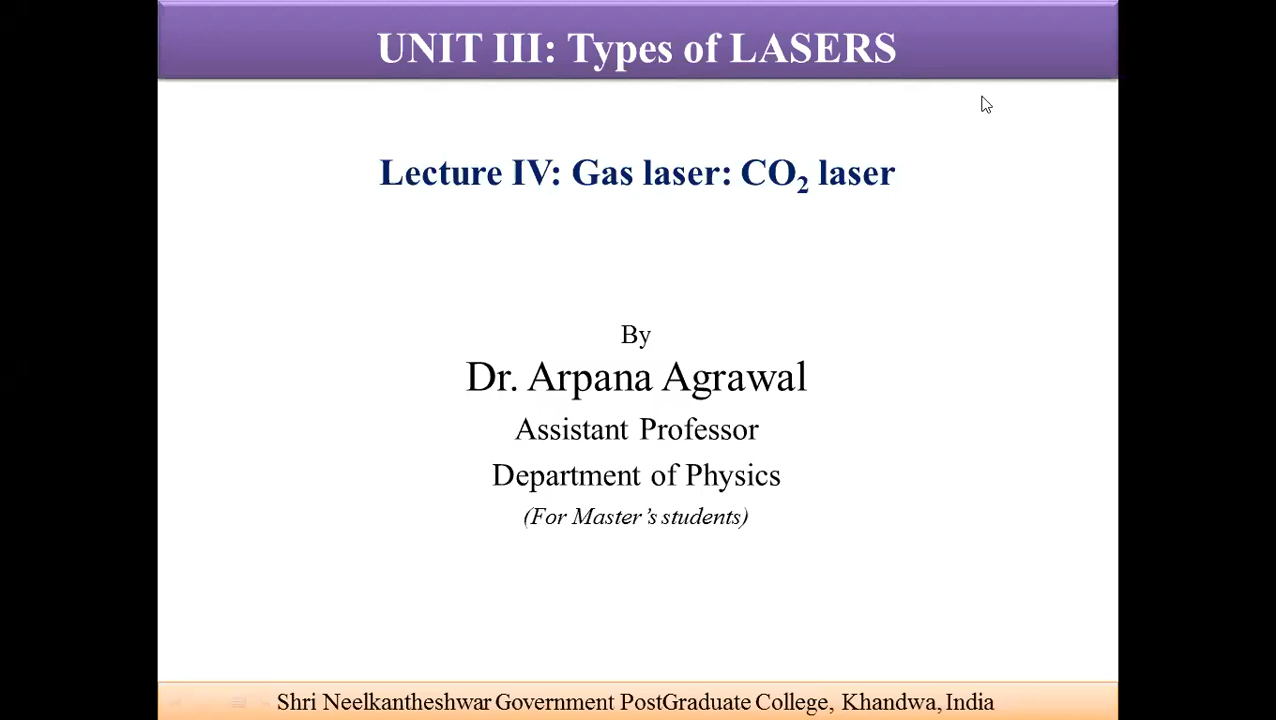 UNIT III: Types of LASERS
Lecture IV: Gas laser: CO₂ laser
By
Dr. Arpana Agrawal
Assistant Professor
Department of Physics
(For Master's students)
Shri Neelkantheshwar Government PostGraduate College, Khandwa, India